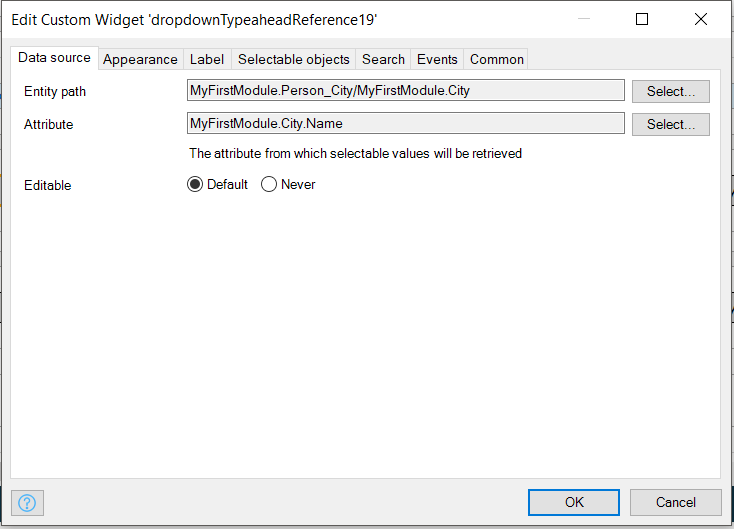 Edit Custom Widget 'dropdownTypeaheadReference19'
Data source Appearance Label Selectable objects Search Events Common
Entity path MyFirstModule.Person_City/MyFirstModule.City Select...
Attribute MyFirstModule.City.Name Select...
The attribute from which selectable values will be retrieved
Editable Default Never
? OK Cancel